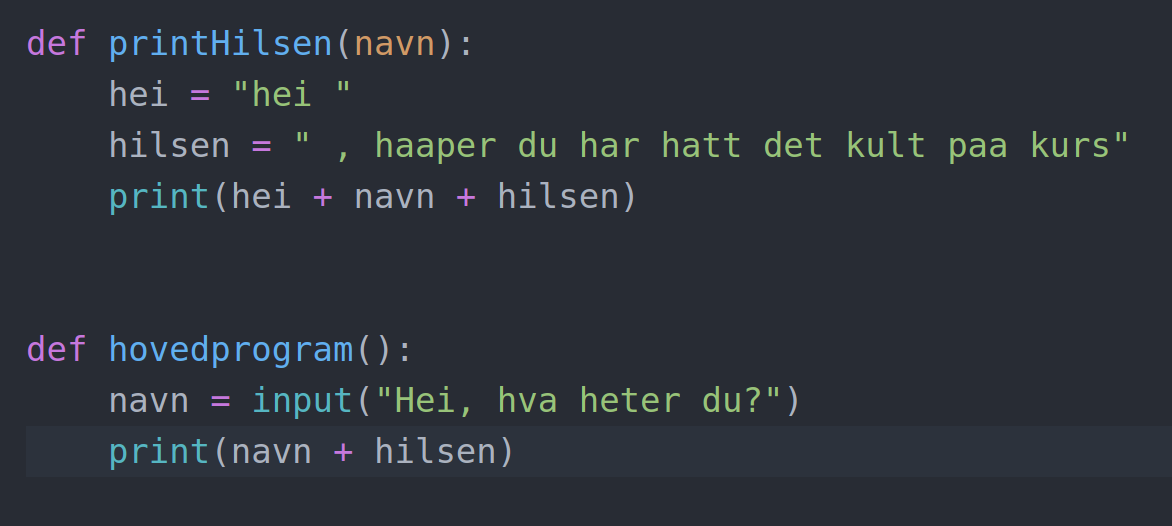 def printHilsen(navn):
    hei = "hei "
    hilsen = " , haaper du har hatt det kult paa kurs"
    print(hei + navn + hilsen)
def hovedprogram():
    navn = input("Hei, hva heter du?")
    print(navn + hilsen)